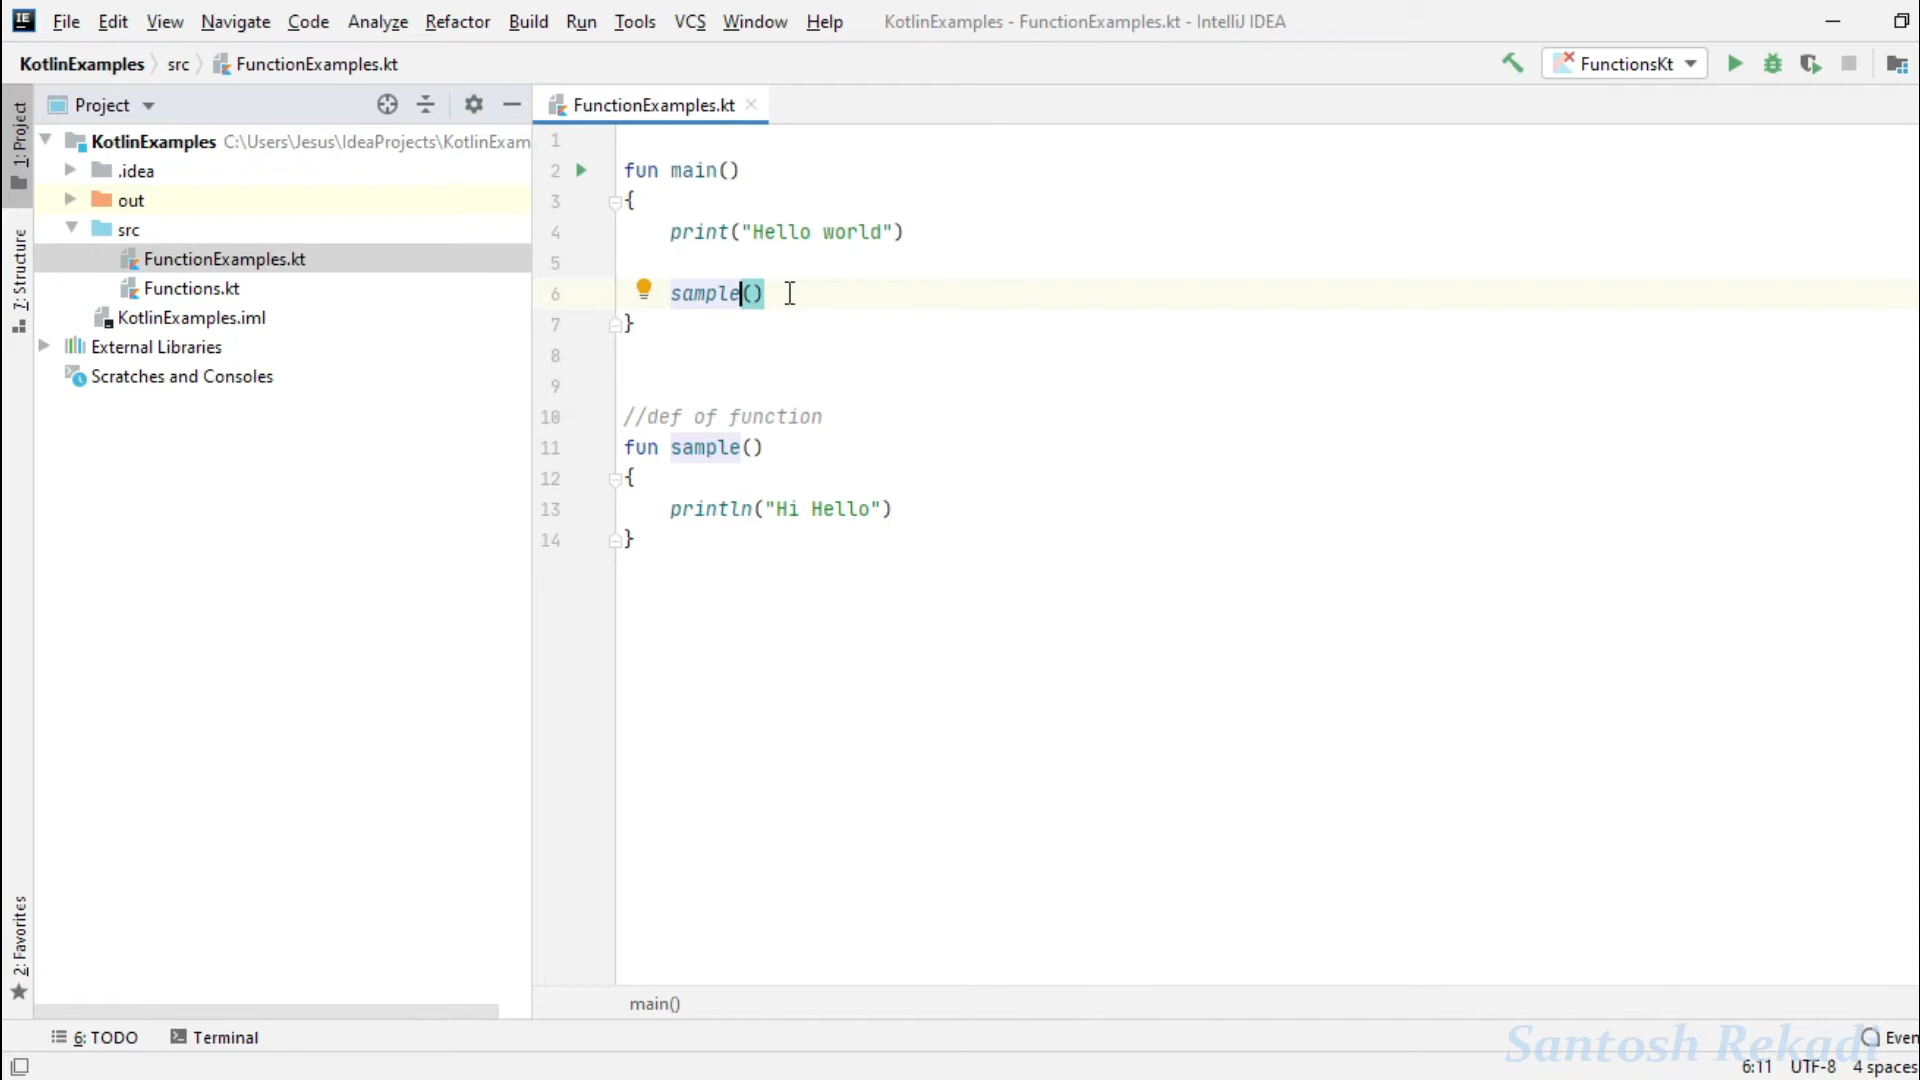 File Edit View Navigate Code Analyze Refactor Build Run Tools VCS Window Help KotlinExamples - FunctionExamples.kt - IntelliJ IDEA
KotlinExamples src FunctionExamples.kt FunctionsKt
1: Project
7: Structure
2: Favorites
Project
KotlinExamples C:\Users\Jesus\IdeaProjects\KotlinExam
.idea
out
src
FunctionExamples.kt
Functions.kt
KotlinExamples.iml
External Libraries
Scratches and Consoles
FunctionExamples.kt
1
2 fun main()
3 {
4 print("Hello world")
5
6 sample()
7 }
8
9
10 //def of function
11 fun sample()
12 {
13 println("Hi Hello")
14 }
main()
6: TODO Terminal Even
Santosh Rekadi
6:11 UTF-8 4 spaces